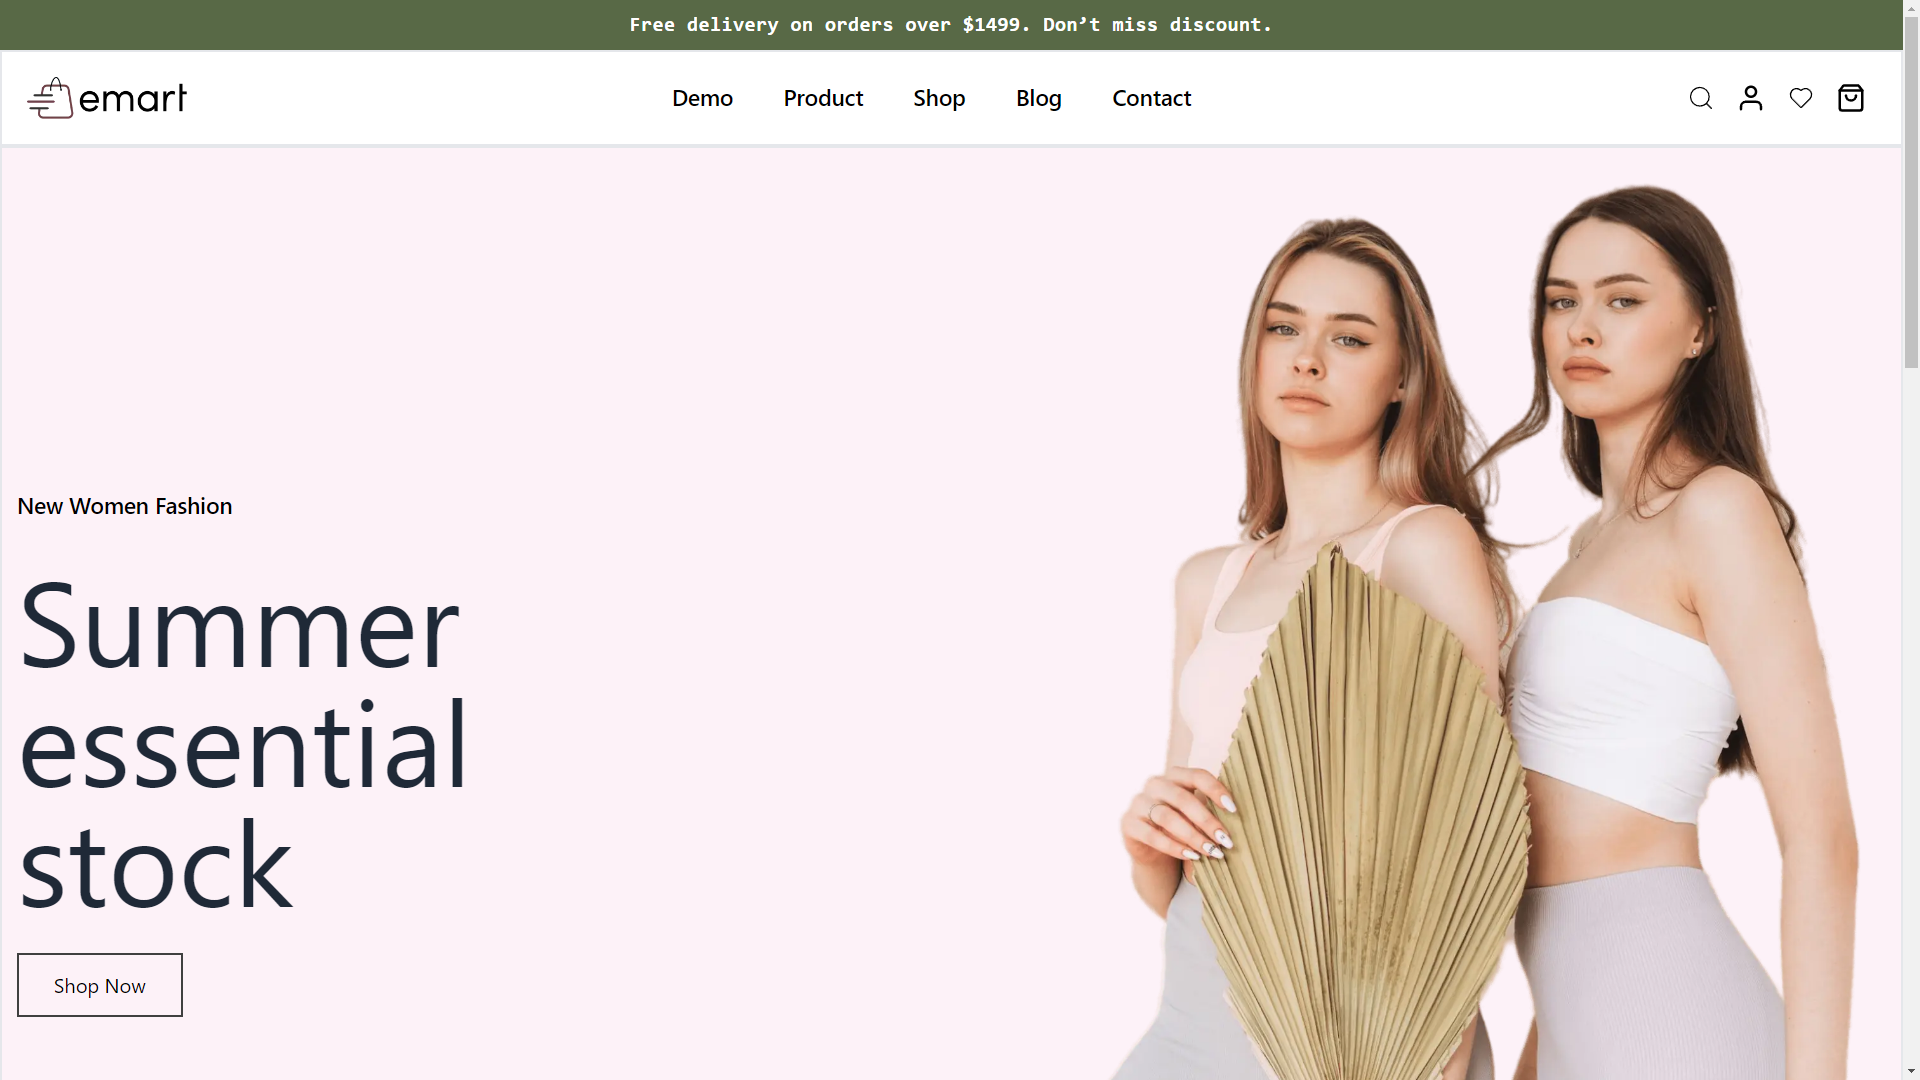 Free delivery on orders over $1499. Don’t miss discount.
emart
Demo
Product
Shop
Blog
Contact
New Women Fashion
Summer
essential
stock
Shop Now